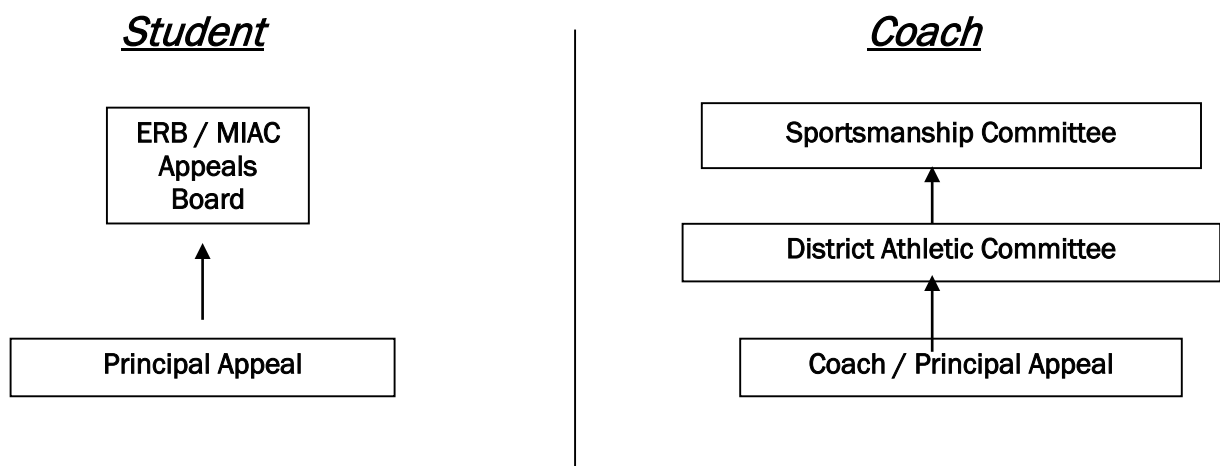 Student
ERB / MIAC
Appeals
Board
Principal Appeal
Coach
Sportsmanship Committee
District Athletic Committee
Coach / Principal Appeal